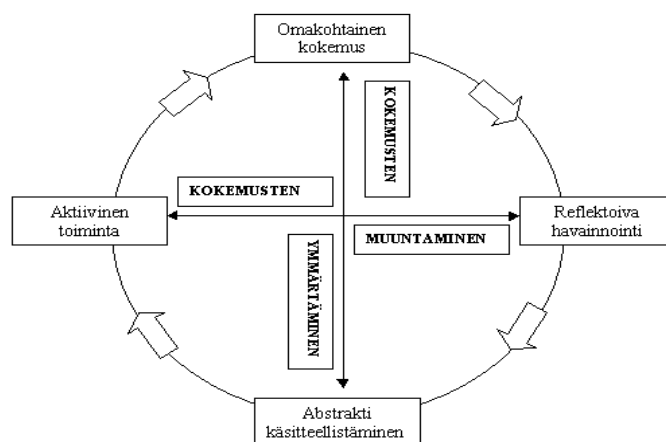 Omakohtainen
kokemus
KOKEMUSTEN
KOKEMUSTEN
Aktiivinen
toiminta
Reflektoiva
havainnointi
MUUNTAMINEN
YMMÄRTÄMINEN
Abstrakti
käsitteellistäminen